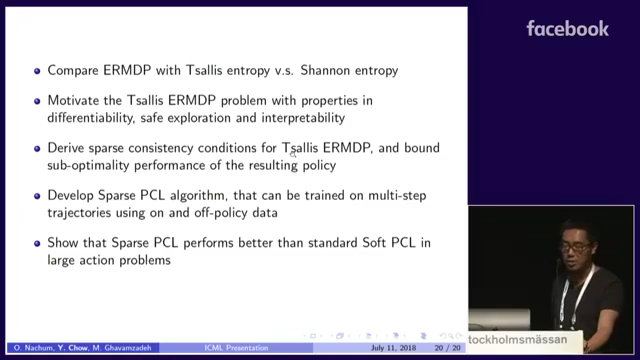 facebook
Compare ERMDP with Tsallis entropy v.s. Shannon entropy
Motivate the Tsallis ERMDP problem with properties in
differentiability, safe exploration and interpretability
Derive sparse consistency conditions for Tsallis ERMDP, and bound
sub-optimality performance of the resulting policy
Develop Sparse PCL algorithm, that can be trained on multi-step
trajectories using on and off-policy data
Show that Sparse PCL performs better than standard Soft PCL in
large action problems
O. Nachum, Y. Chow, M. Ghavamzadeh ICML Presentation July 11, 2018 20 / 20
tockholmsmässan